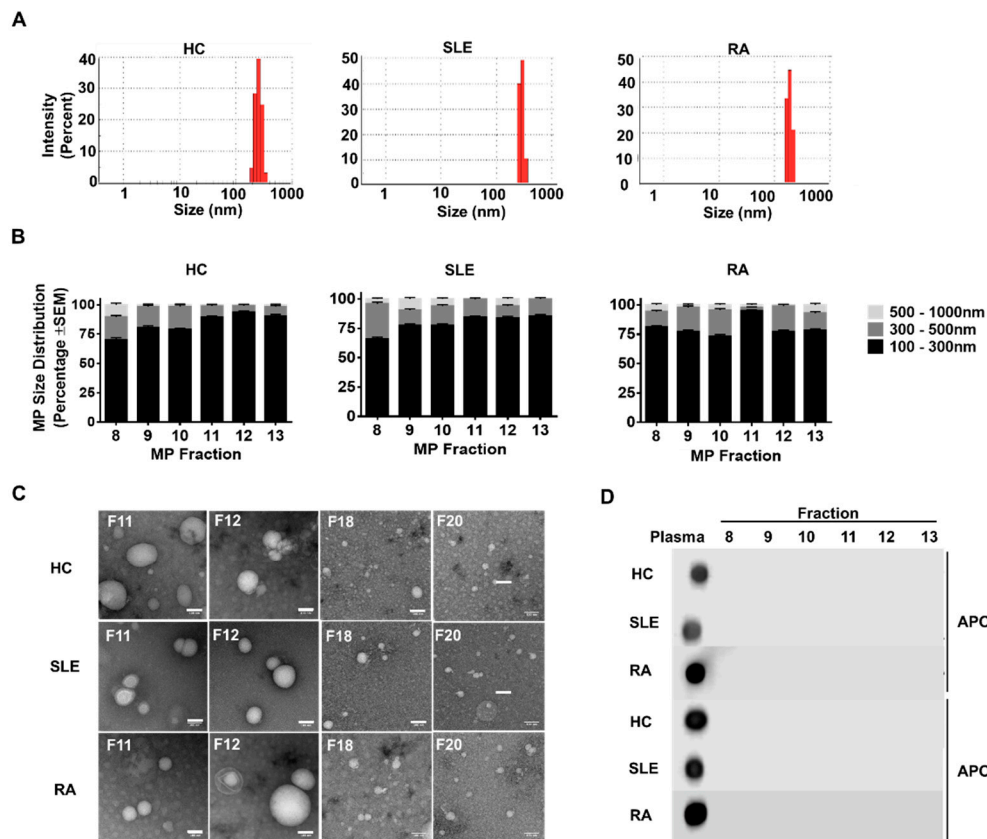 A
HC
SLE
RA
Intensity
(Percent)
40
30
20
10
0
50
40
30
20
10
0
50
40
30
20
10
0
1 10 100 1000
1 10 100 1000
1 10 100 1000
Size (nm)
Size (nm)
Size (nm)
B
HC
SLE
RA
MP Size Distribution
(Percentage ±SEM)
100
75
50
25
0
100
75
50
25
0
100
75
50
25
0
500 - 1000nm
300 - 500nm
100 - 300nm
8 9 10 11 12 13
8 9 10 11 12 13
8 9 10 11 12 13
MP Fraction
MP Fraction
MP Fraction
C
HC
F11 F12 F18 F20
SLE
F11 F12 F18 F20
RA
F11 F12 F18 F20
D
Fraction
Plasma 8 9 10 11 12 13
HC
SLE
RA
APO
HC
SLE
RA
APO